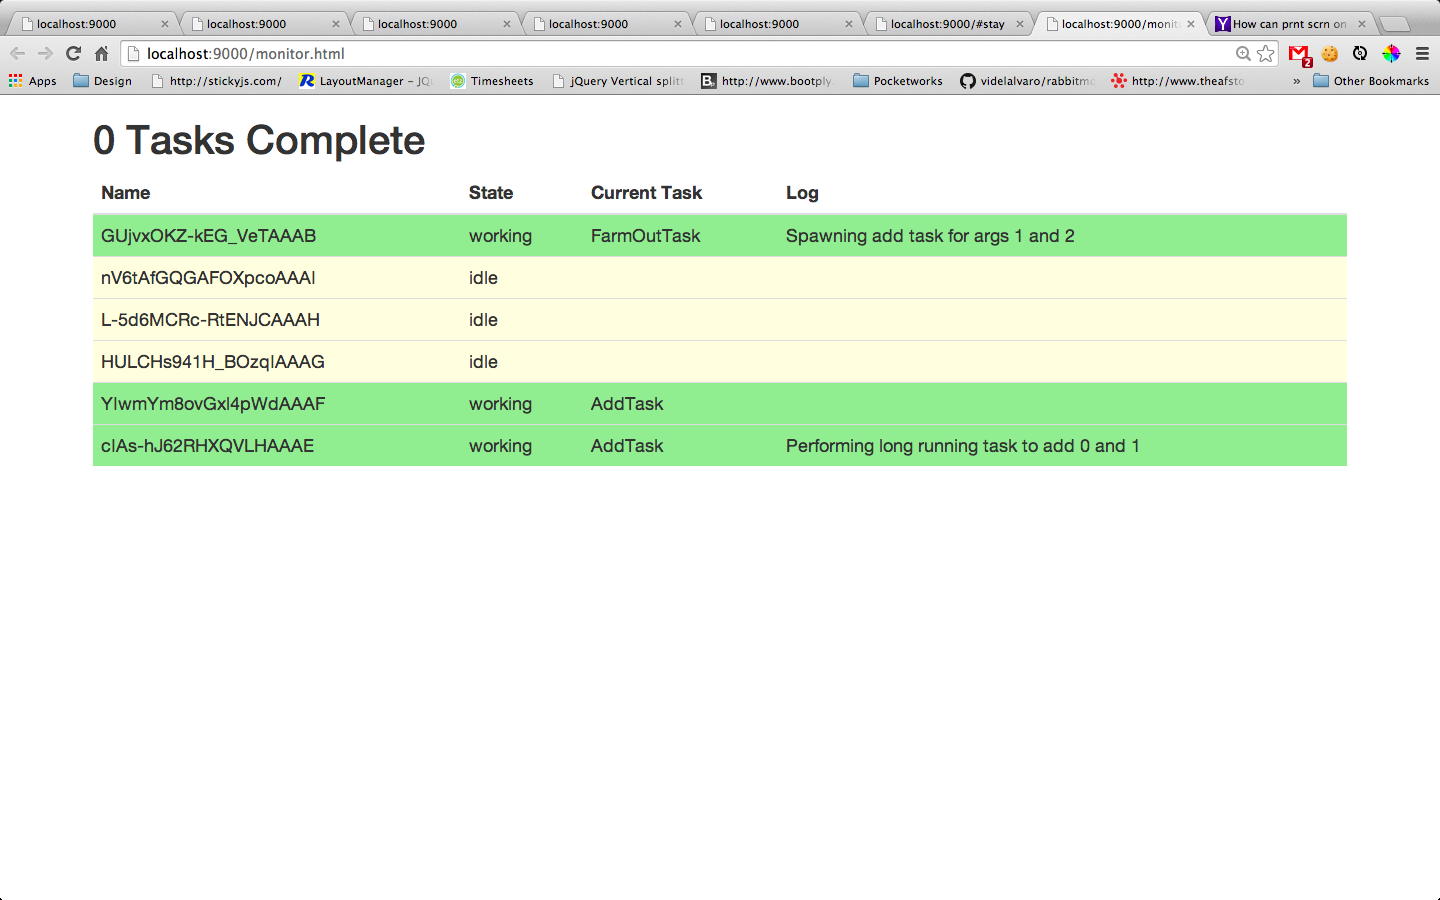 localhost:9000 localhost:9000 localhost:9000 localhost:9000 localhost:9000 localhost:9000/#stay localhost:9000/monit How can prnt scrn on
localhost:9000/monitor.html 2
Apps Design http://stickyjs.com/ LayoutManager – JQ Timesheets jQuery Vertical split http://www.bootply. Pocketworks videlalvaro/rabbitm http://www.theafsto » Other Bookmarks
0 Tasks Complete
Name State Current Task Log
GUjvxOKZ-kEG_VeTAAAB working FarmOutTask Spawning add task for args 1 and 2
nV6tAfGQGAFOXpcoAAAI idle
L-5d6MCRc-RtENJCAAAH idle
HULCHs941H_BOzqIAAAG idle
YIwmYm8ovGxI4pWdAAAF working AddTask
cIAs-hJ62RHXQVLHAAAE working AddTask Performing long running task to add 0 and 1